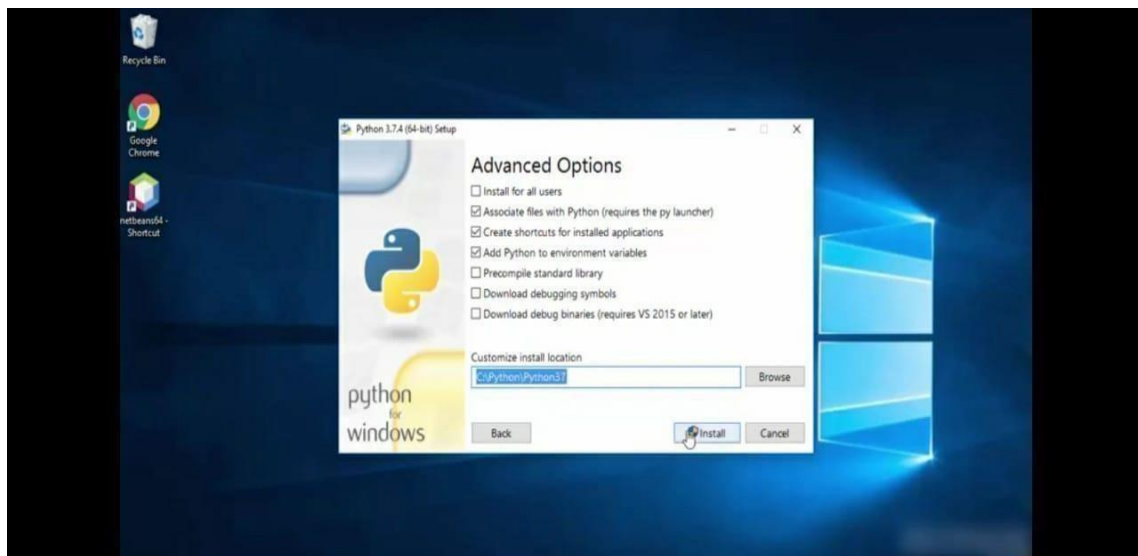 Recycle Bin
Google
Chrome
netbeans64 -
Shortcut
Python 3.7.4 (64-bit) Setup
Advanced Options
Install for all users
Associate files with Python (requires the py launcher)
Create shortcuts for installed applications
Add Python to environment variables
Precompile standard library
Download debugging symbols
Download debug binaries (requires VS 2015 or later)
Customize install location
C:\Python\Python37
Browse
python
for
windows
Back
Install
Cancel